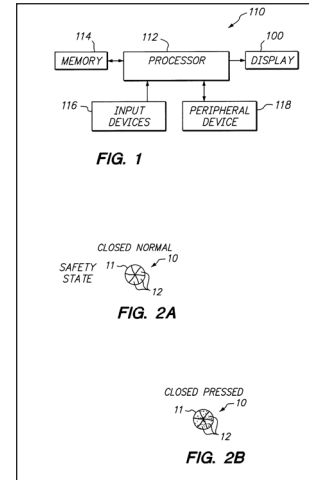 110
114
112
100
MEMORY
PROCESSOR
DISPLAY
116
118
INPUT
DEVICES
PERIPHERAL
DEVICE
FIG. 1
CLOSED NORMAL
SAFETY
STATE
11
10
12
FIG. 2A
CLOSED PRESSED
11
10
12
FIG. 2B